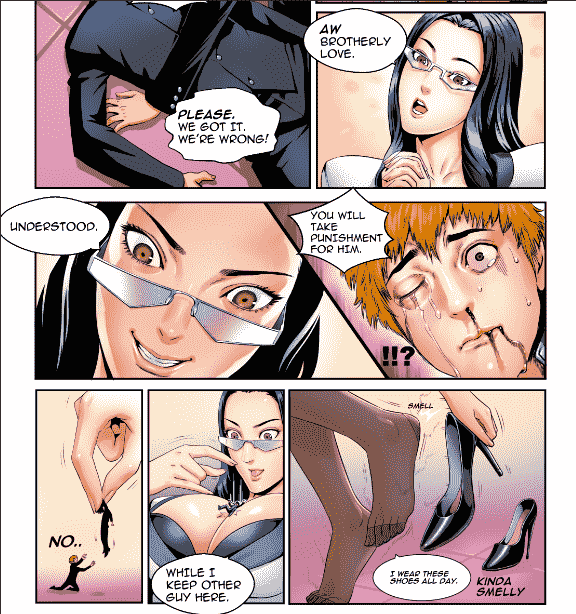 PLEASE.
WE GOT IT.
WE'RE WRONG!
AW
BROTHERLY
LOVE.
UNDERSTOOD.
YOU WILL
TAKE
PUNISHMENT
FOR HIM.
!!?
NO..
WHILE I
KEEP OTHER
GUY HERE.
SMELL
I WEAR THESE
SHOES ALL DAY.
KINDA
SMELLY